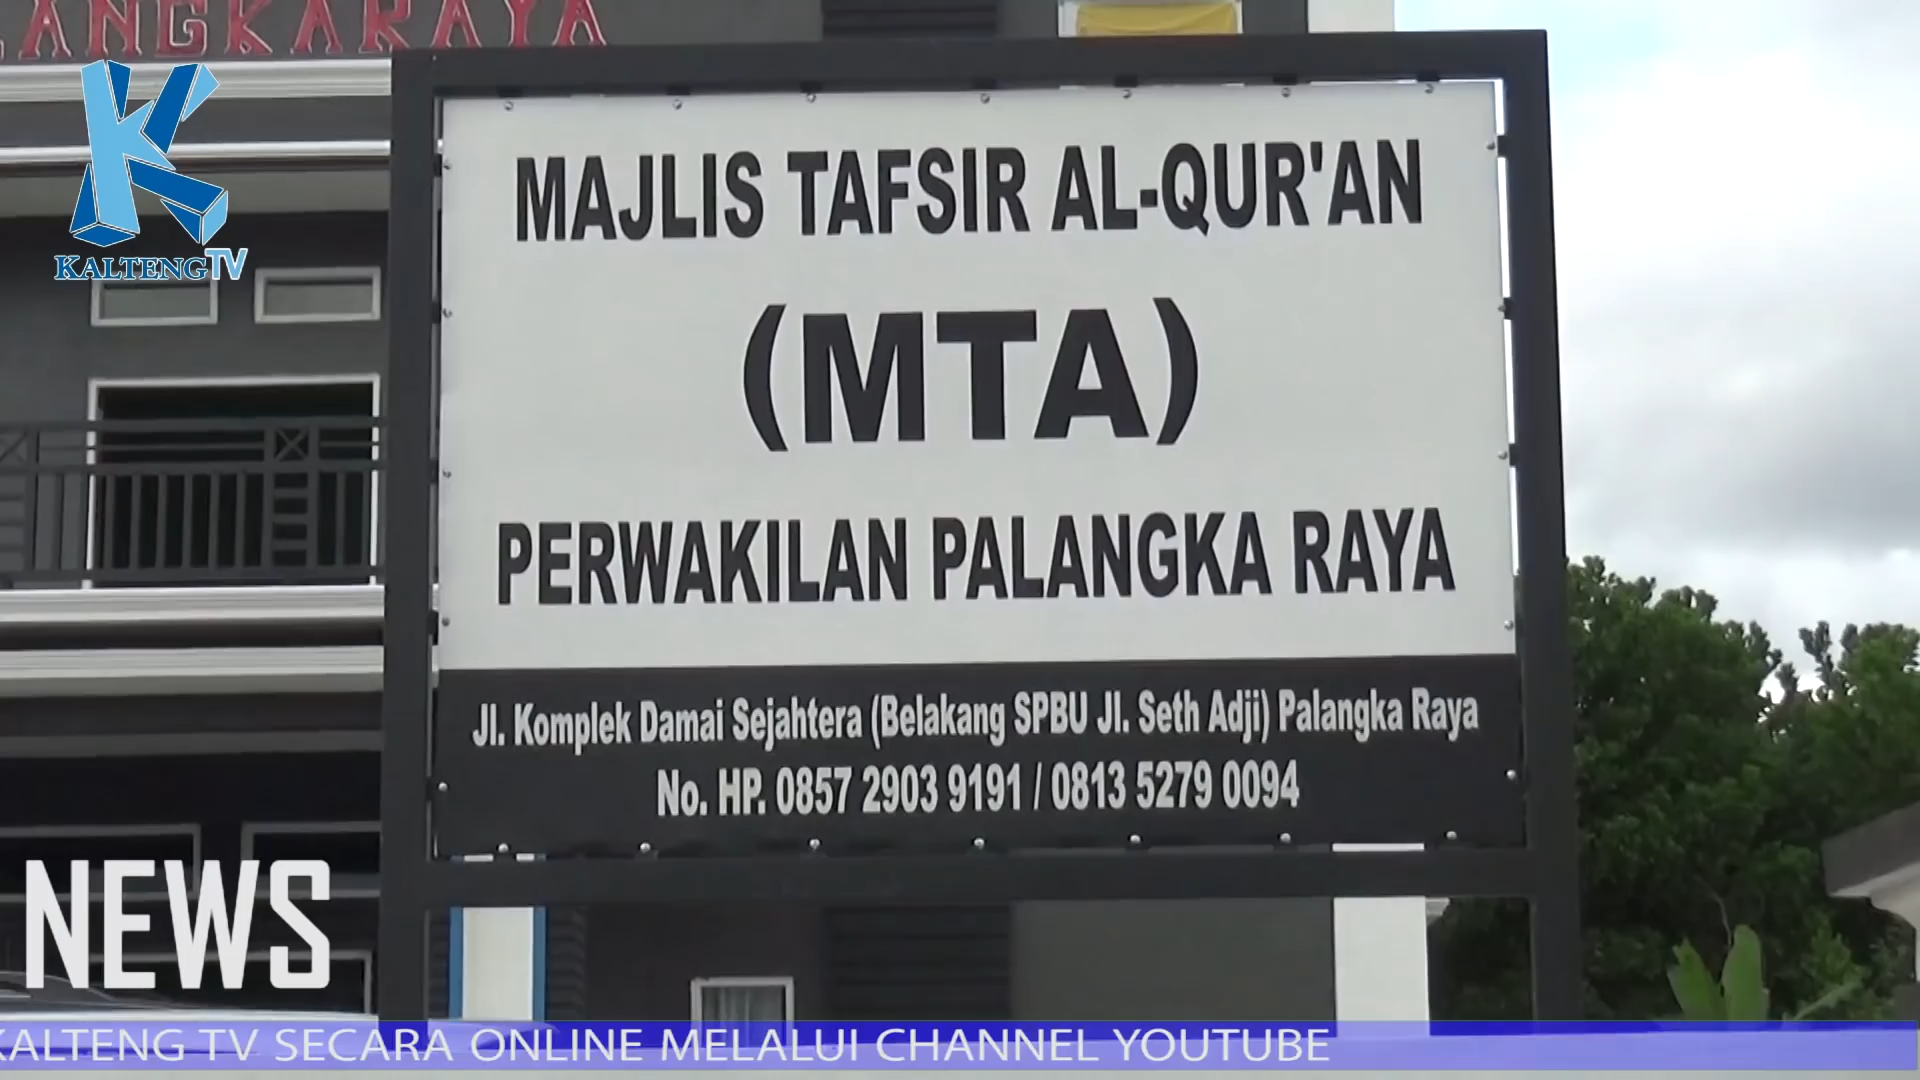 LANGKARAYA
KALTENG TV
MAJLIS TAFSIR AL-QUR'AN
(MTA)
PERWAKILAN PALANGKA RAYA
Jl. Komplek Damai Sejahtera (Belakang SPBU Jl. Seth Adji) Palangka Raya
No. HP. 0857 2903 9191 / 0813 5279 0094
NEWS
KALTENG TV SECARA ONLINE MELALUI CHANNEL YOUTUBE